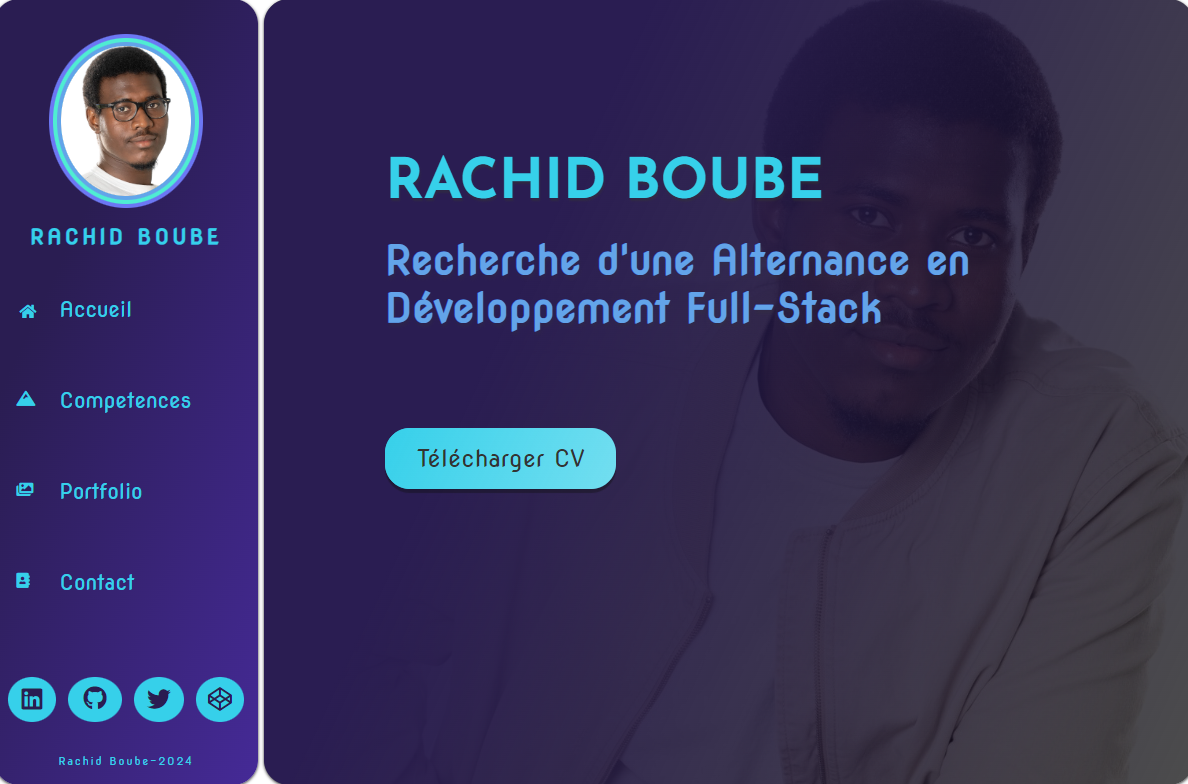 RACHID BOUBE
Accueil
Competences
Portfolio
Contact
Rachid Boube-2024
RACHID BOUBE
Recherche d'une Alternance en
Développement Full-Stack
Télécharger CV